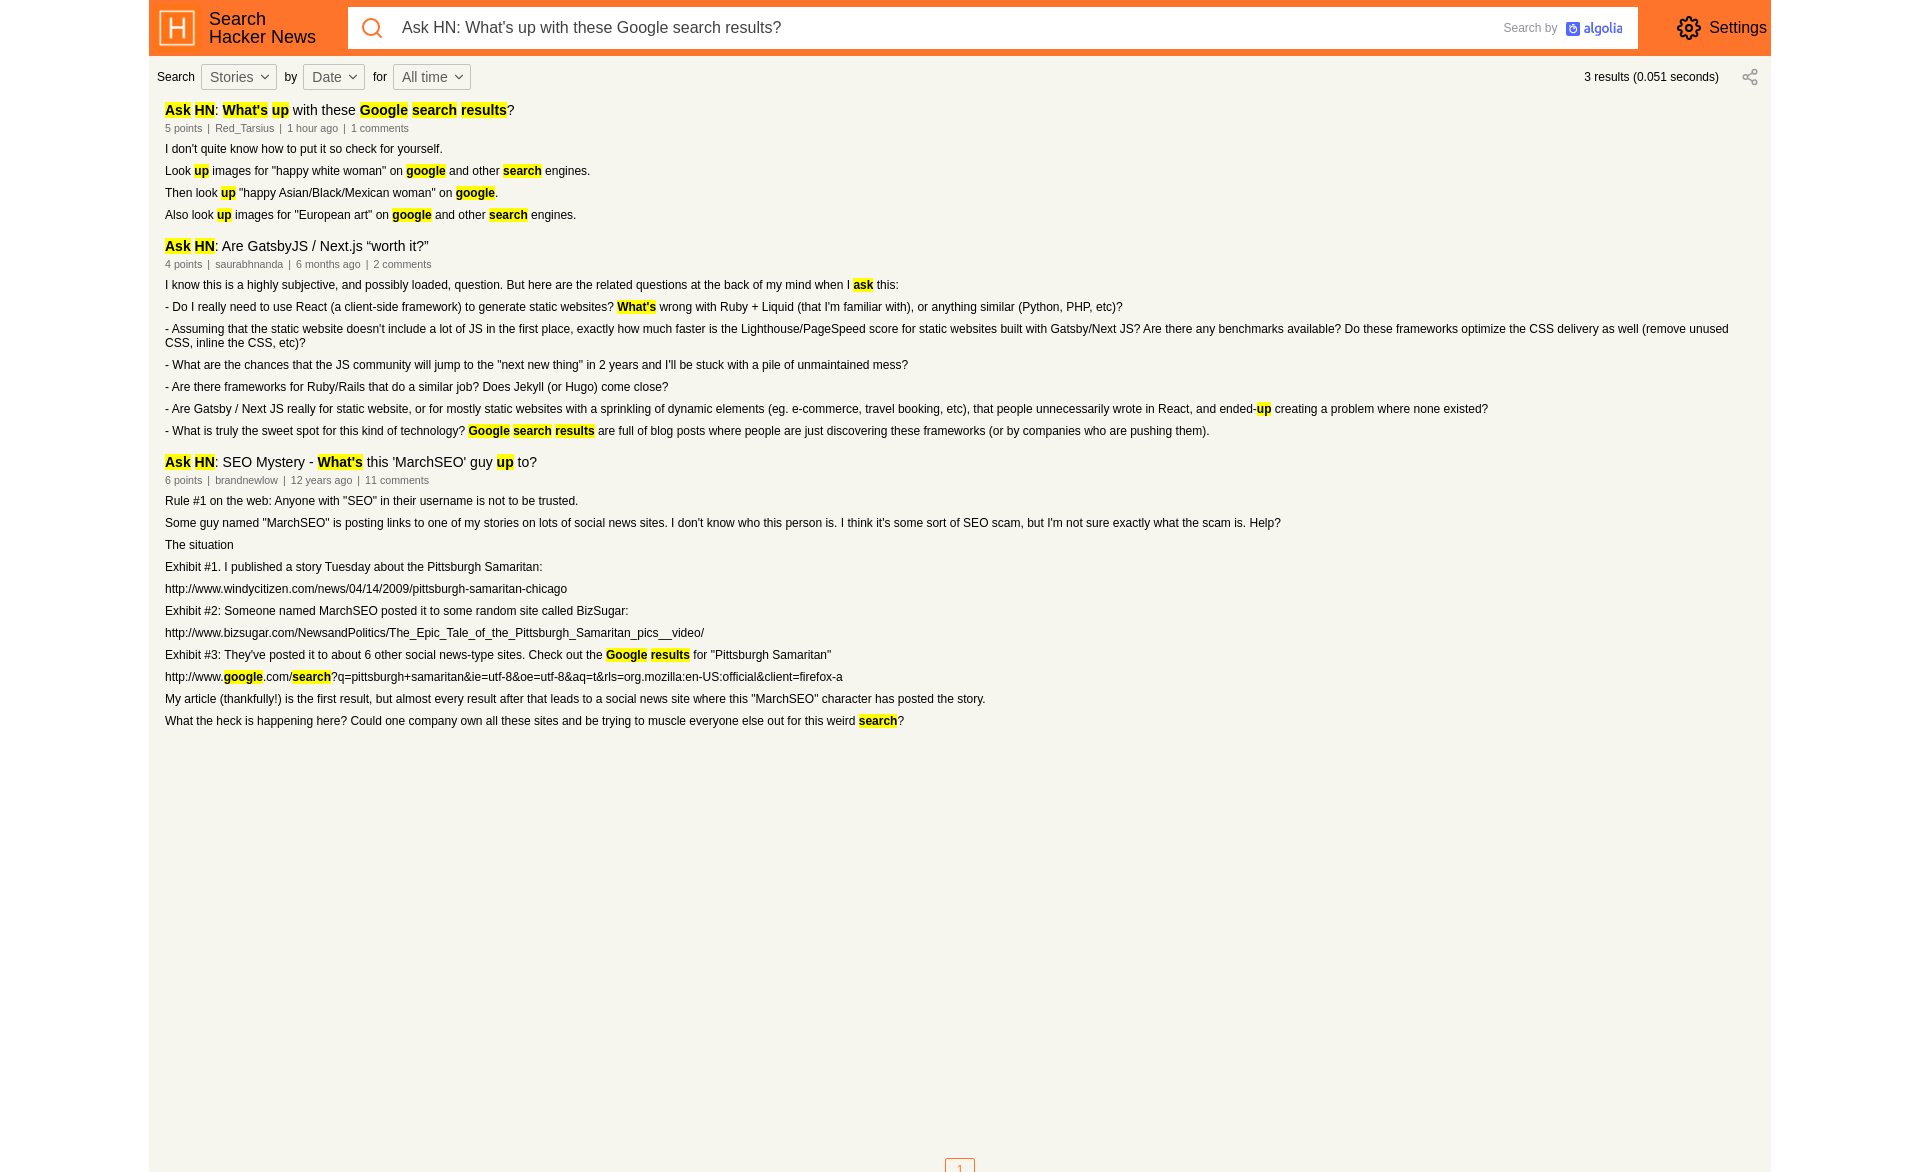 Search
Hacker News
Ask HN: What's up with these Google search results?
Search by algolia
Settings
Search Stories by Date for All time
3 results (0.051 seconds)
Ask HN: What's up with these Google search results?
5 points | Red_Tarsius | 1 hour ago | 1 comments
I don't quite know how to put it so check for yourself.
Look up images for "happy white woman" on google and other search engines.
Then look up "happy Asian/Black/Mexican woman" on google.
Also look up images for "European art" on google and other search engines.
Ask HN: Are GatsbyJS / Next.js “worth it?”
4 points | saurabhnanda | 6 months ago | 2 comments
I know this is a highly subjective, and possibly loaded, question. But here are the related questions at the back of my mind when I ask this:
- Do I really need to use React (a client-side framework) to generate static websites? What's wrong with Ruby + Liquid (that I'm familiar with), or anything similar (Python, PHP, etc)?
- Assuming that the static website doesn't include a lot of JS in the first place, exactly how much faster is the Lighthouse/PageSpeed score for static websites built with Gatsby/Next JS? Are there any benchmarks available? Do these frameworks optimize the CSS delivery as well (remove unused
CSS, inline the CSS, etc)?
- What are the chances that the JS community will jump to the "next new thing" in 2 years and I'll be stuck with a pile of unmaintained mess?
- Are there frameworks for Ruby/Rails that do a similar job? Does Jekyll (or Hugo) come close?
- Are Gatsby / Next JS really for static website, or for mostly static websites with a sprinkling of dynamic elements (eg. e-commerce, travel booking, etc), that people unnecessarily wrote in React, and ended-up creating a problem where none existed?
- What is truly the sweet spot for this kind of technology? Google search results are full of blog posts where people are just discovering these frameworks (or by companies who are pushing them).
Ask HN: SEO Mystery - What's this 'MarchSEO' guy up to?
6 points | brandnewlow | 12 years ago | 11 comments
Rule #1 on the web: Anyone with "SEO" in their username is not to be trusted.
Some guy named "MarchSEO" is posting links to one of my stories on lots of social news sites. I don't know who this person is. I think it's some sort of SEO scam, but I'm not sure exactly what the scam is. Help?
The situation
Exhibit #1. I published a story Tuesday about the Pittsburgh Samaritan:
http://www.windycitizen.com/news/04/14/2009/pittsburgh-samaritan-chicago
Exhibit #2: Someone named MarchSEO posted it to some random site called BizSugar:
http://www.bizsugar.com/NewsandPolitics/The_Epic_Tale_of_the_Pittsburgh_Samaritan_pics__video/
Exhibit #3: They've posted it to about 6 other social news-type sites. Check out the Google results for "Pittsburgh Samaritan"
http://www.google.com/search?q=pittsburgh+samaritan&ie=utf-8&oe=utf-8&aq=t&rls=org.mozilla:en-US:official&client=firefox-a
My article (thankfully!) is the first result, but almost every result after that leads to a social news site where this "MarchSEO" character has posted the story.
What the heck is happening here? Could one company own all these sites and be trying to muscle everyone else out for this weird search?
1